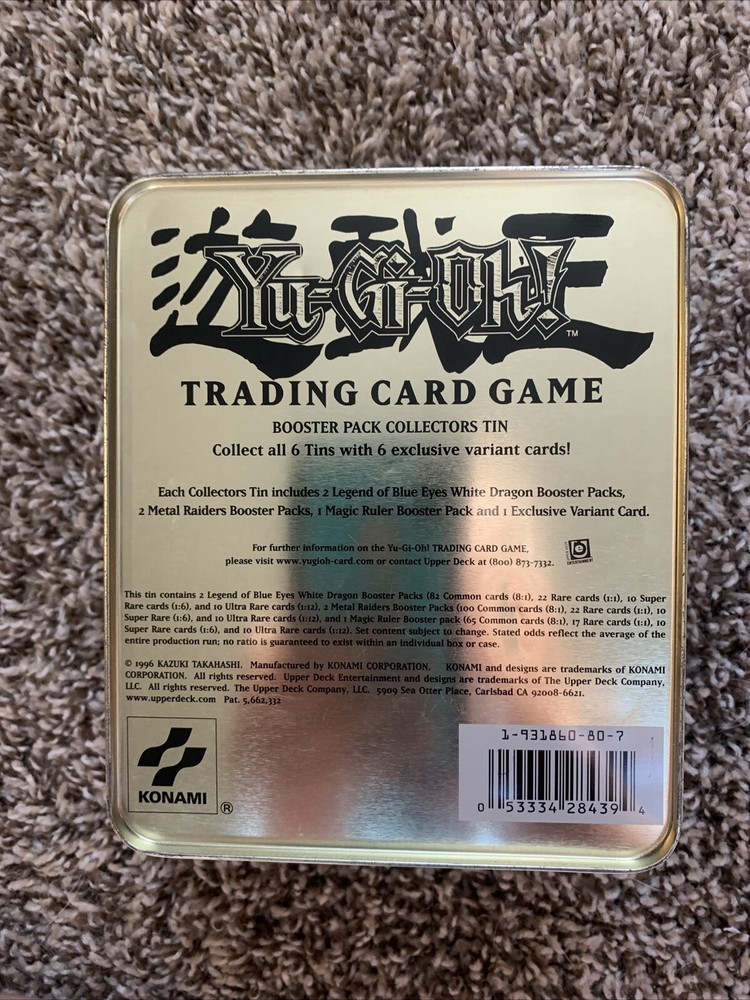 遊戯王
Yu-Gi-Oh!
TM
TRADING CARD GAME
BOOSTER PACK COLLECTORS TIN
Collect all 6 Tins with 6 exclusive variant cards!
Each Collectors Tin includes 2 Legend of Blue Eyes White Dragon Booster Packs,
2 Metal Raiders Booster Packs, 1 Magic Ruler Booster Pack and 1 Exclusive Variant Card.
For further information on the Yu-Gi-Oh! TRADING CARD GAME,
please visit www.yugioh-card.com or contact Upper Deck at (800) 873-7332.
ENTERTAINMENT
This tin contains 2 Legend of Blue Eyes White Dragon Booster Packs (82 Common cards (8:1), 22 Rare cards (1:1), 10 Super
Rare cards (1:6), and 10 Ultra Rare cards (1:12), 2 Metal Raiders Booster Packs (100 Common cards (8:1), 22 Rare cards (1:1), 10
Super Rare (1:6), and 10 Ultra Rare cards (1:12), and 1 Magic Ruler Booster pack (65 Common cards (8:1), 17 Rare cards (1:1), 10
Super Rare cards (1:6), and 10 Ultra Rare cards (1:12). Set content subject to change. Stated odds reflect the average of the
entire production run; no ratio is guaranteed to exist within an individual box or case.
© 1996 KAZUKI TAKAHASHI. Manufactured by KONAMI CORPORATION. KONAMI and designs are trademarks of KONAMI
CORPORATION. All rights reserved. Upper Deck Entertainment and designs are trademarks of The Upper Deck Company,
LLC. All rights reserved. The Upper Deck Company, LLC. 5909 Sea Otter Place, Carlsbad CA 92008-6621.
www.upperdeck.com Pat. 5,662,332
KONAMI ®
1-931860-80-7
0 53334 28439 4